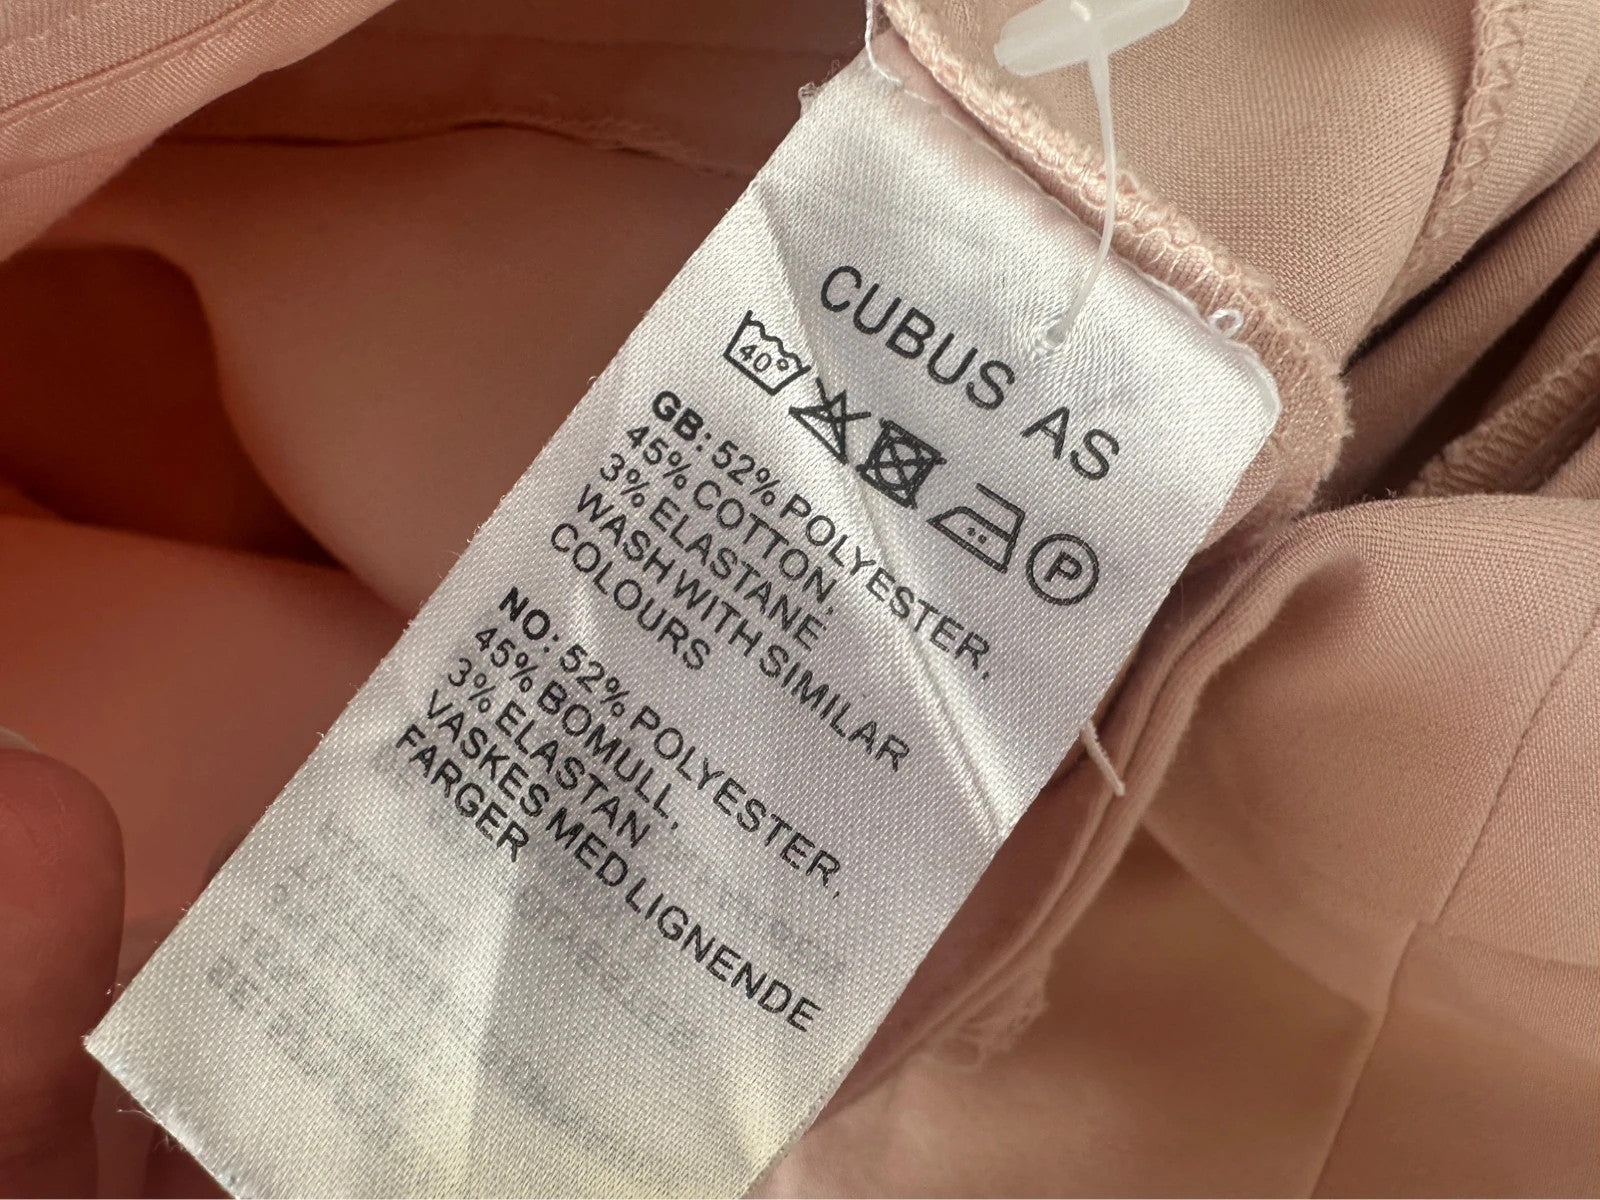 CUBUS AS
40° P
GB: 52% POLYESTER,
45% COTTON,
3% ELASTANE
WASH WITH SIMILAR
COLOURS
NO: 52% POLYESTER,
45% BOMULL,
3% ELASTAN
VASKES MED LIGNENDE
FARGER